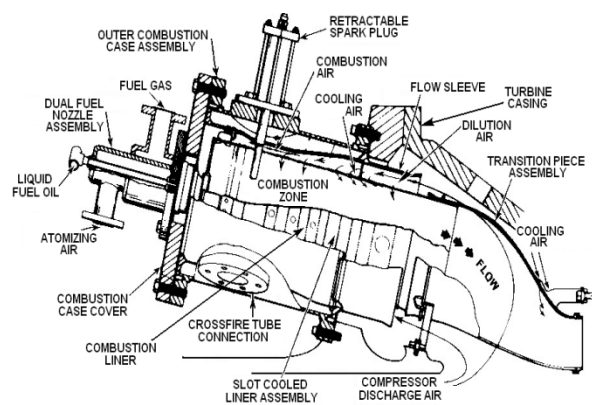 RETRACTABLE
SPARK PLUG
OUTER COMBUSTION
CASE ASSEMBLY
COMBUSTION
AIR
FUEL GAS
COOLING
AIR
FLOW SLEEVE
TURBINE
CASING
DUAL FUEL
NOZZLE ASSEMBLY
DILUTION
AIR
TRANSITION PIECE
ASSEMBLY
LIQUID
FUEL OIL
COMBUSTION
ZONE
ATOMIZING
AIR
COOLING
AIR
FLOW
COMBUSTION
CASE COVER
CROSSFIRE TUBE
CONNECTION
COMBUSTION
LINER
SLOT COOLED
LINER ASSEMBLY
COMPRESSOR
DISCHARGE AIR